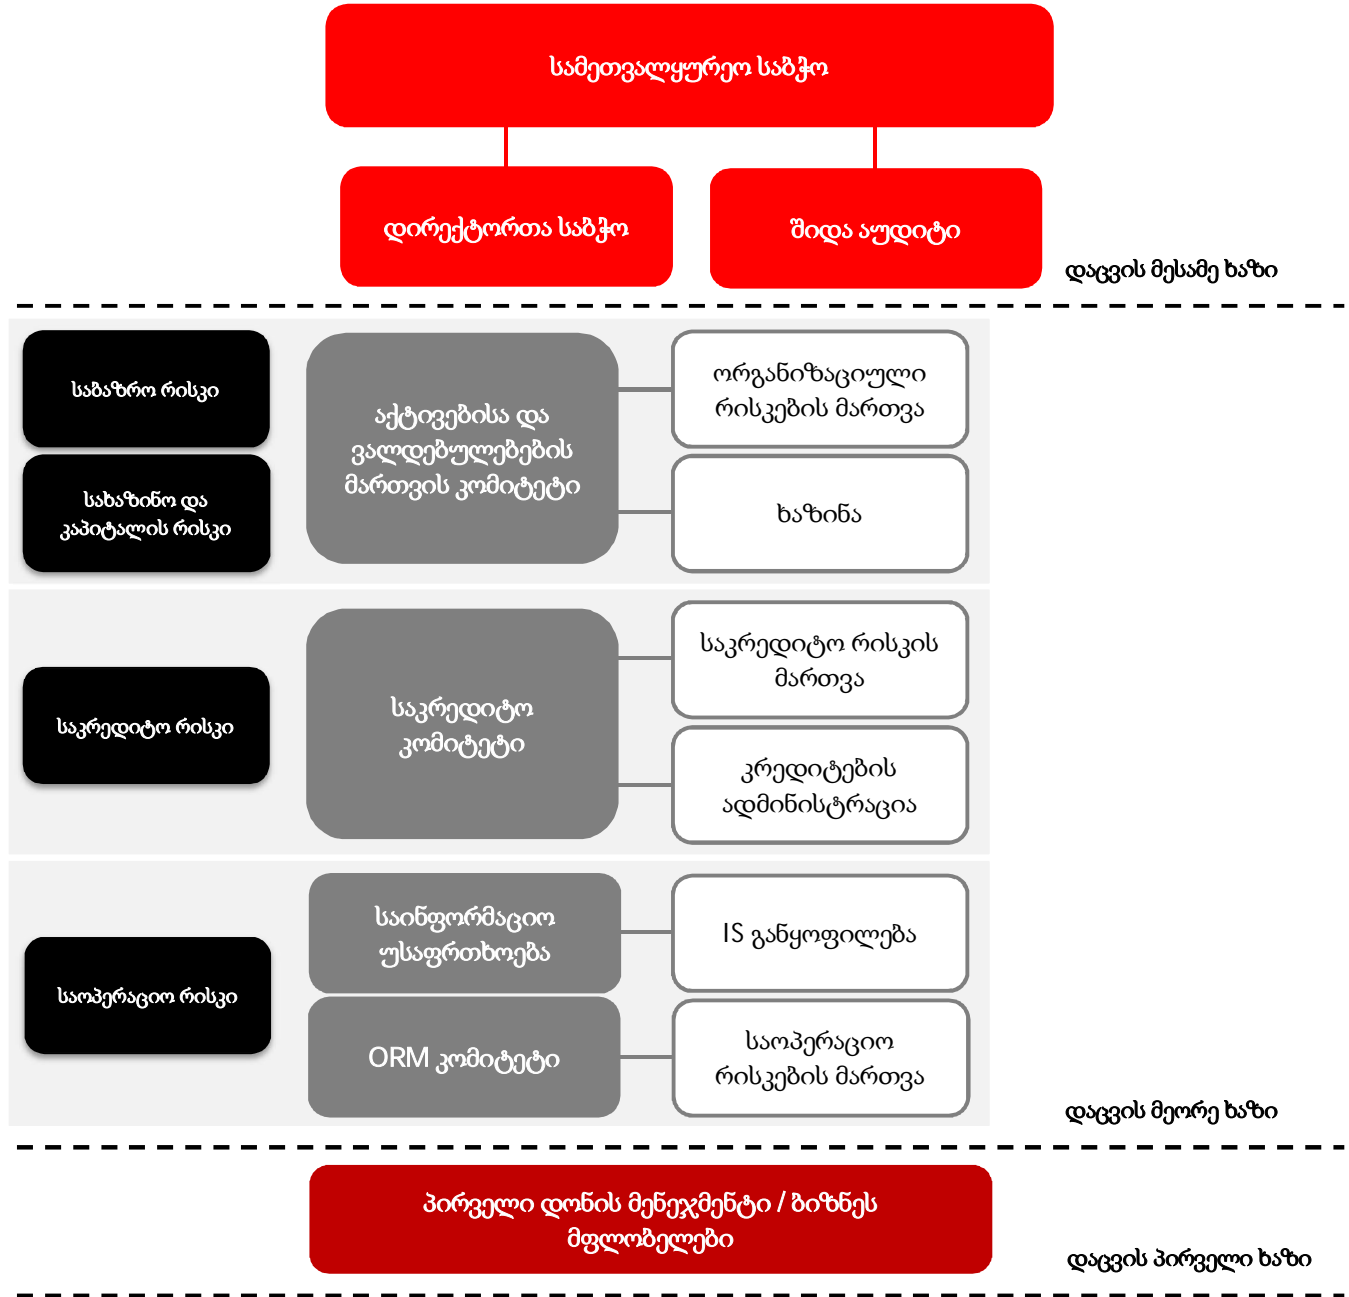 სამეთვალყურეო საბჭო
დირექტორთა საბჭო
შიდა აუდიტი
დაცვის მესამე ხაზი
საბაზრო რისკი
სახაზინო და
კაპიტალის რისკი
აქტივებისა და
ვალდებულებების
მართვის კომიტეტი
ორგანიზაციული
რისკების მართვა
ხაზინა
საკრედიტო რისკი
საკრედიტო
კომიტეტი
საკრედიტო რისკის
მართვა
კრედიტების
ადმინისტრაცია
საოპერაციო რისკი
საინფორმაციო
უსაფრთხოება
IS განყოფილება
ORM კომიტეტი
საოპერაციო
რისკების მართვა
დაცვის მეორე ხაზი
პირველი დონის მენეჯმენტი / ბიზნეს
მფლობელები
დაცვის პირველი ხაზი